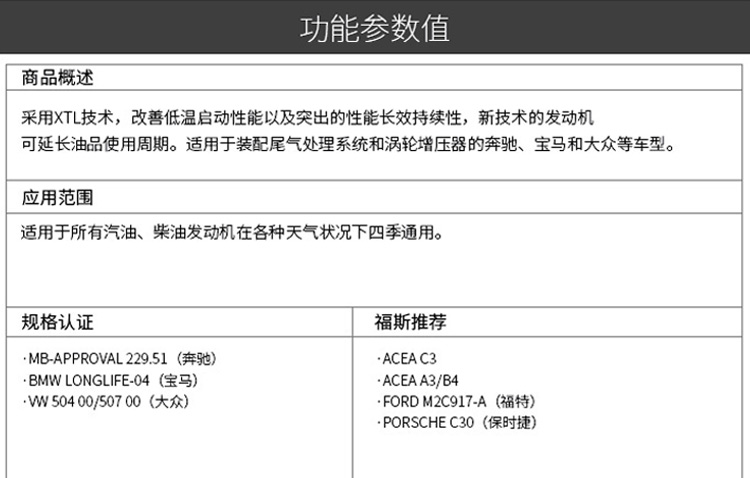 功能参数值
商品概述
采用XTL技术，改善低温启动性能以及突出的性能长效持续性，新技术的发动机
可延长油品使用周期。适用于装配尾气处理系统和涡轮增压器的奔驰、宝马和大众等车型。
应用范围
适用于所有汽油、柴油发动机在各种天气状况下四季通用。
规格认证
·MB-APPROVAL 229.51（奔驰）
·BMW LONGLIFE-04（宝马）
·VW 504 00/507 00（大众）
福斯推荐
·ACEA C3
·ACEA A3/B4
·FORD M2C917-A（福特）
·PORSCHE C30（保时捷）